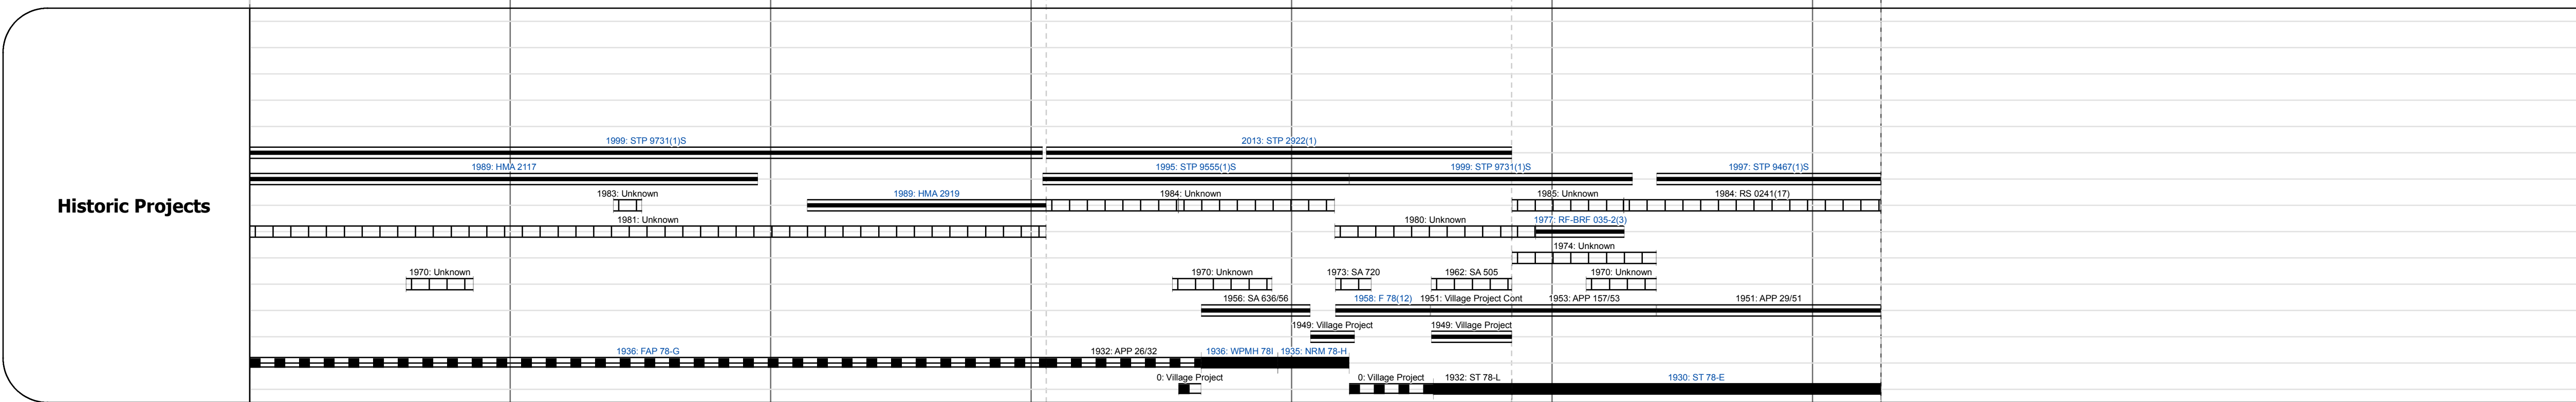 1999: STP 9731(1)S
2013: STP 2922(1)
1989: HMA 2117
1995: STP 9555(1)S
1999: STP 9731(1)S
1997: STP 9467(1)S
1983: Unknown
1989: HMA 2919
1984: Unknown
1985: Unknown
1984: RS 0241(17)
Historic Projects
1981: Unknown
1980: Unknown
1977: RF-BRF 035-2(3)
1974: Unknown
1970: Unknown
1970: Unknown
1973: SA 720
1962: SA 505
1970: Unknown
1956: SA 636/56
1958: F 78(12)
1951: Village Project Cont
1953: APP 157/53
1951: APP 29/51
1949: Village Project
1949: Village Project
1936: FAP 78-G
1932: APP 26/32
1936: WPMH 78I
1935: NRM 78-H
0: Village Project
0: Village Project
1932: ST 78-L
1930: ST 78-E